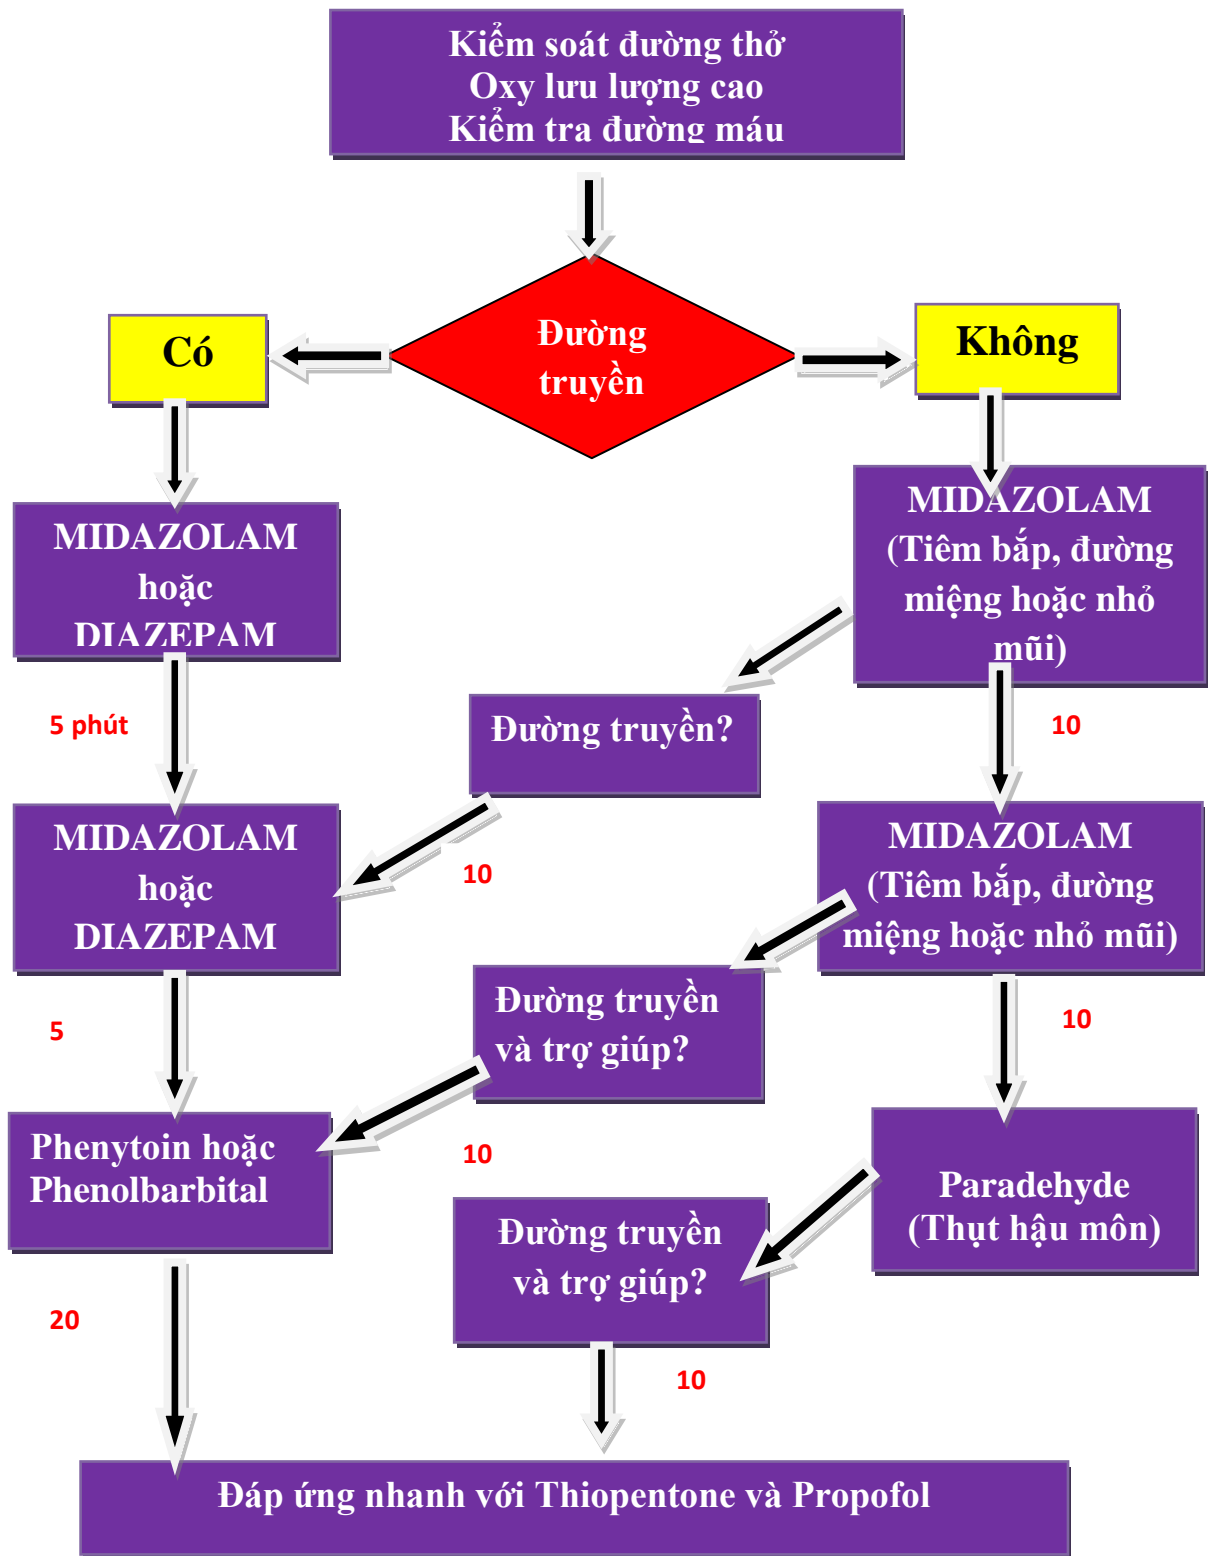 Kiểm soát đường thở
Oxy lưu lượng cao
Kiểm tra đường máu
Đường
truyền
Có
Không
MIDAZOLAM
hoặc
DIAZEPAM
MIDAZOLAM
(Tiêm bắp, đường
miệng hoặc nhỏ
mũi)
5 phút
Đường truyền?
10
MIDAZOLAM
hoặc
DIAZEPAM
10
MIDAZOLAM
(Tiêm bắp, đường
miệng hoặc nhỏ mũi)
5
Đường truyền
và trợ giúp?
10
Phenytoin hoặc
Phenolbarbital
10
Paradehyde
(Thụt hậu môn)
Đường truyền
và trợ giúp?
20
10
Đáp ứng nhanh với Thiopentone và Propofol